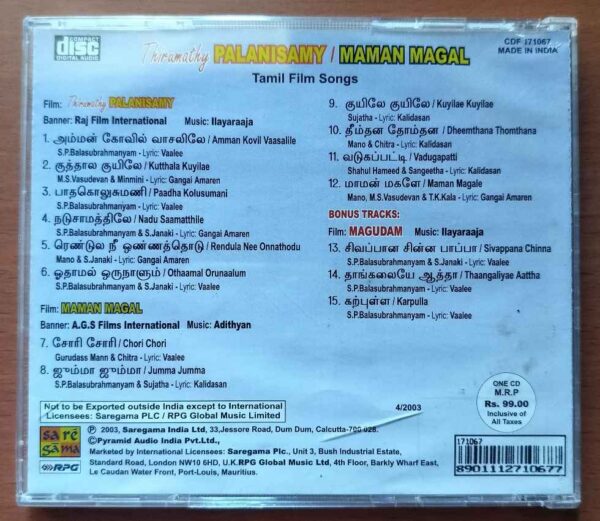 COMPACT
disc
DIGITAL AUDIO
Thirumathy PALANISAMY / MAMAN MAGAL
CDF 171067
MADE IN INDIA
Tamil Film Songs
Film: Thirumathy PALANISAMY
Banner: Raj Film International Music: Ilayaraaja
1. அம்மன் கோவில் வாசலிலே / Amman Kovil Vaasalile
S.P.Balasubrahmanyam - Lyric: Vaalee
2. குத்தால குயிலே / Kutthala Kuyile
M.S.Vasudevan & Minmini - Lyric: Gangai Amaren
3. பாதகொலுசுமணி / Paadha Kolusumani
S.P.Balasubrahmanyam - Lyric: Vaalee
4. நடுசாமத்திலே / Nadu Saamatthile
S.P.Balasubrahmanyam & S.Janaki - Lyric: Gangai Amaren
5. ரெண்டுல நீ ஒண்ணத்தொடு / Rendula Nee Onnathodu
Mano & S.Janaki - Lyric: Gangai Amaren
6. ஓதாமல் ஒருநாளும் / Othaamal Orunaalum
S.P.Balasubrahmanyam & S.Janaki - Lyric: Vaalee
Film: MAMAN MAGAL
Banner: A.G.S Films International Music: Adithyan
7. சோரி சோரி / Chori Chori
Gurudass Mann & Chitra - Lyric: Vaalee
8. ஜும்மா ஜும்மா / Jumma Jumma
S.P.Balasubrahmanyam & Sujatha - Lyric: Kalidasan
9. குயிலே குயிலே / Kuyilae Kuyilae
Sujatha - Lyric: Kalidasan
10. தீம்தன தோம்தன / Dheemthana Thomthana
Mano & Chitra - Lyric: Kalidasan
11. வடுகப்பட்டி / Vadugapatti
Shahul Hameed & Sangeetha - Lyric: Kalidasan
12. மாமன் மகளே / Maman Magale
Mano, M.S.Vasudevan & T.K.Kala - Lyric: Gangai Amaren
BONUS TRACKS:
Film: MAGUDAM Music: Ilayaraaja
13. சிவப்பான சின்ன பாப்பா / Sivappana Chinna
S.P.Balasubrahmanyam & S.Janaki - Lyric: Vaalee
14. தாங்கலையே ஆத்தா / Thaangaliyae Aattha
S.P.Balasubrahmanyam & S.Janaki - Lyric: Vaalee
15. கற்புள்ள / Karpulla
S.P.Balasubrahmanyam - Lyric: Vaalee
Not to be Exported outside India except to International
Licensees: Saregama PLC / RPG Global Music Limited
4/2003
ONE CD
M.R.P
Rs. 99.00
Inclusive of
All Taxes
sa re
ga ma
RPG
℗ 2003, Saregama India Ltd, 33,Jessore Road, Dum Dum, Calcutta-700 028.
©Pyramid Audio India Pvt.Ltd.,
Marketed by International Licensees: Saregama Plc., Unit 3, Bush Industrial Estate,
Standard Road, London NW10 6HD, U.K.RPG Global Music Ltd, 4th Floor, Barkly Wharf East,
Le Caudan Water Front, Port-Louis, Mauritius.
171067
8901112710677